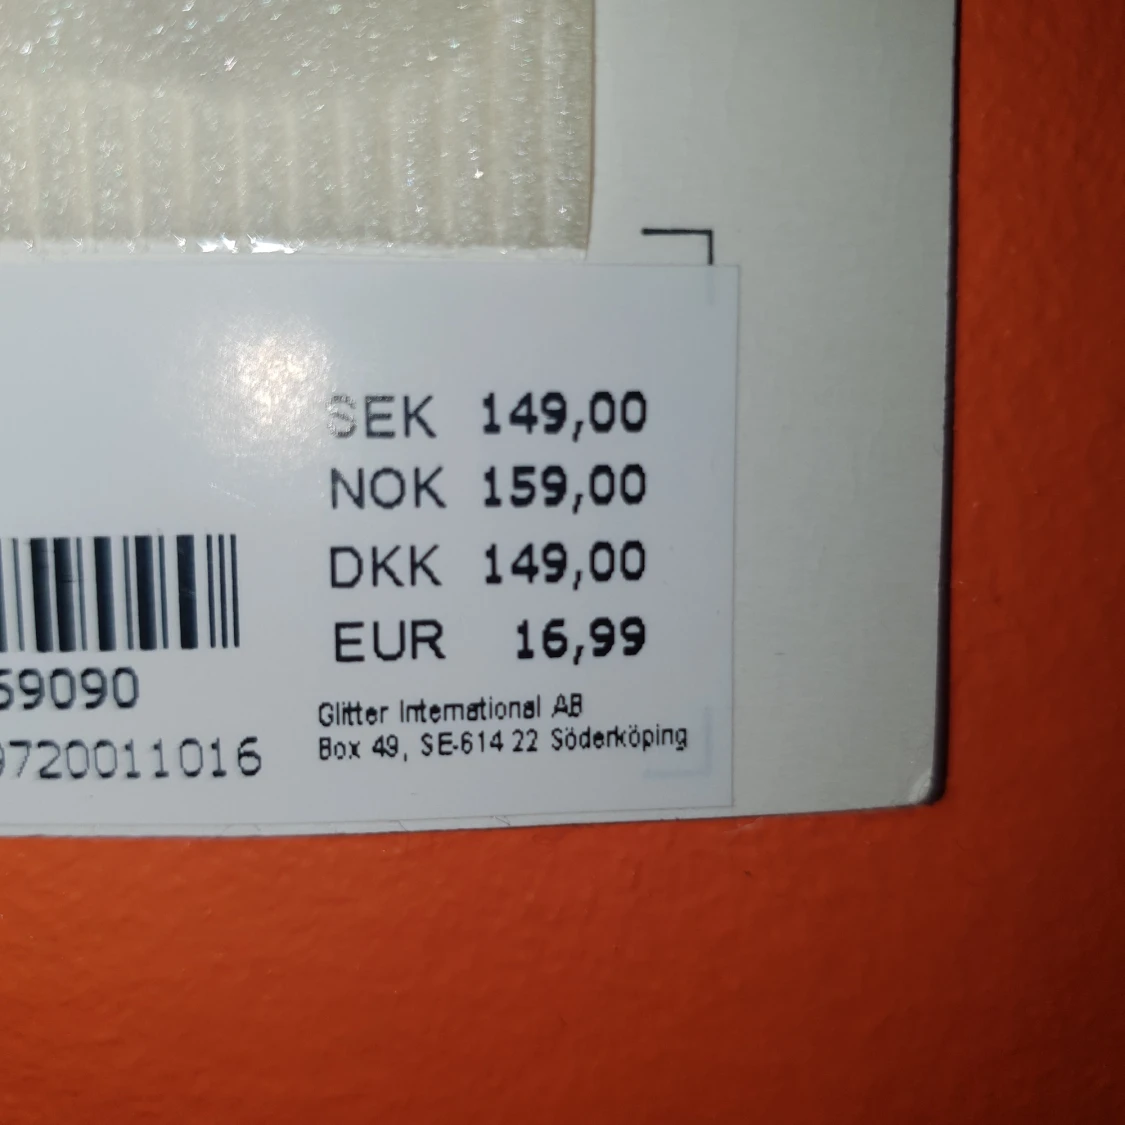 SEK 149,00
NOK 159,00
DKK 149,00
EUR 16,99
59090
9720011016
Glitter International AB
Box 49, SE-614 22 Söderköping